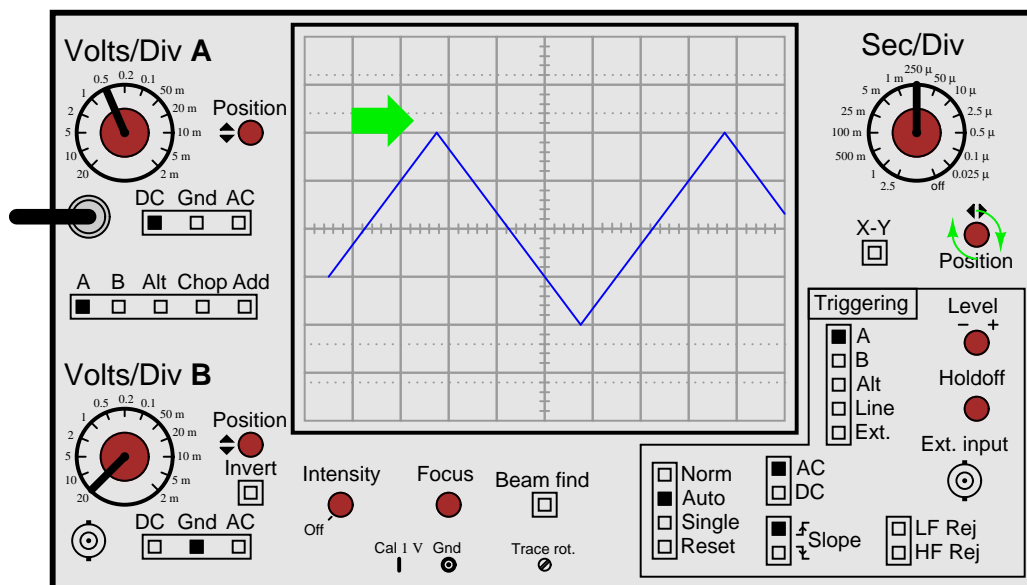 Volts/Div A
0.5 0.2 0.1
1 50 m
2 20 m
5 10 m
10 5 m
20 2 m
Position
DC Gnd AC
A B Alt Chop Add
Volts/Div B
0.5 0.2 0.1
1 50 m
2 20 m
5 10 m
10 5 m
20 2 m
Position
Invert
DC Gnd AC
Intensity
Off
Focus
Beam find
Cal 1 V Gnd
Trace rot.
Sec/Div
250 µ
1 m 50 µ
5 m 10 µ
25 m 2.5 µ
100 m 0.5 µ
500 m 0.1 µ
1 0.025 µ
2.5 off
X-Y
Position
Triggering
A
B
Alt
Line
Ext.
Level
− +
Holdoff
Ext. input
Norm
Auto
Single
Reset
AC
DC
Slope
LF Rej
HF Rej